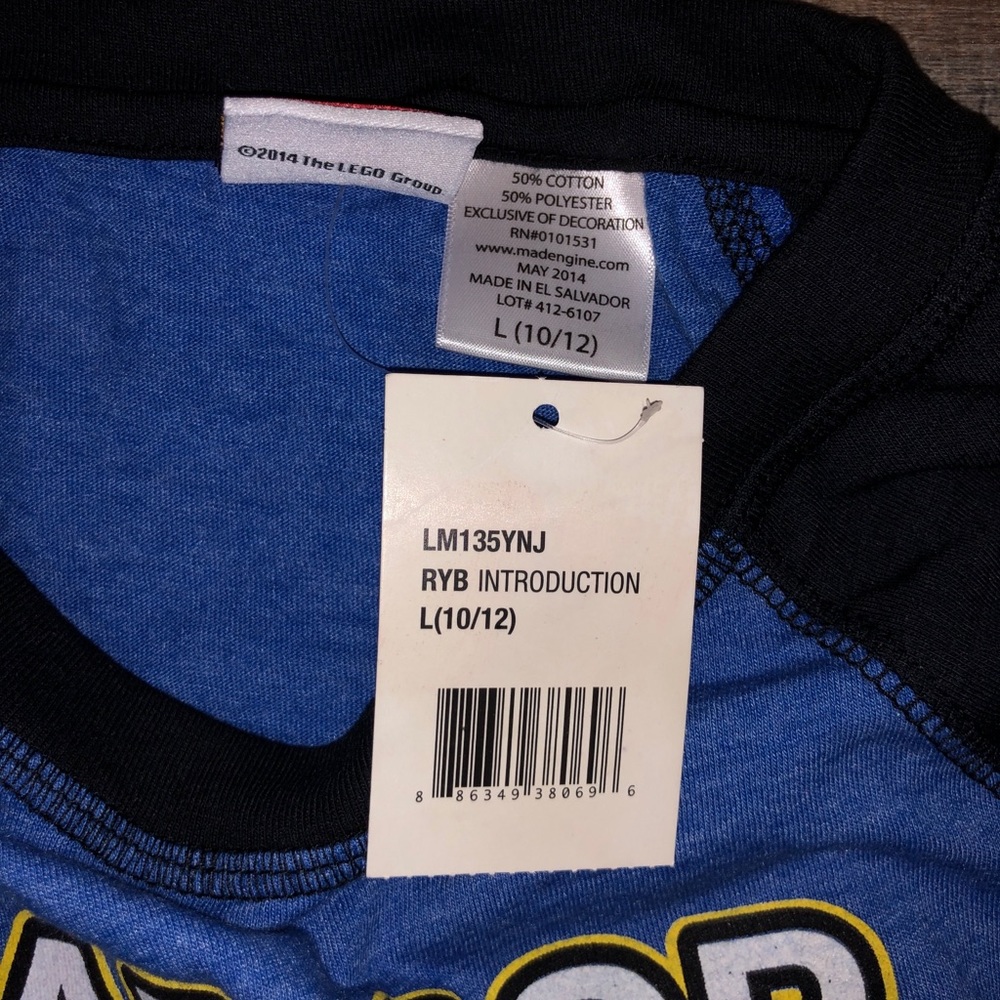 ©2014 The LEGO Group
50% COTTON
50% POLYESTER
EXCLUSIVE OF DECORATION
RN#0101531
www.madengine.com
MAY 2014
MADE IN EL SALVADOR
LOT# 412-6107
L (10/12)
LM135YNJ
RYB INTRODUCTION
L(10/12)
8 86349 38069 6